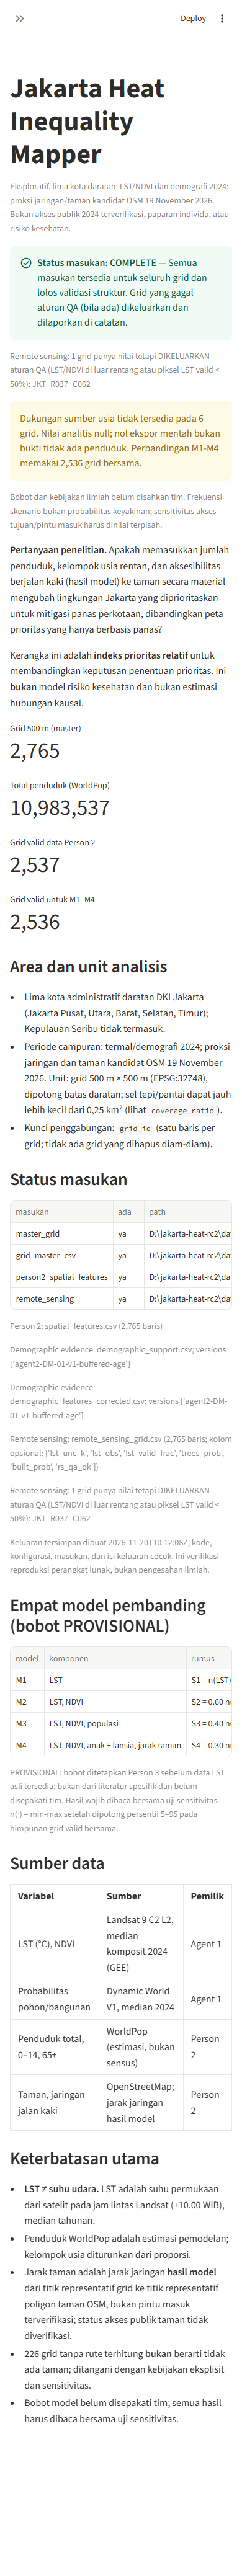 Deploy
Jakarta Heat
Inequality
Mapper
Eksploratif, lima kota daratan: LST/NDVI dan demografi 2024;
proksi jaringan/taman kandidat OSM 19 November 2026.
Bukan akses publik 2024 terverifikasi, paparan individu, atau
risiko kesehatan.
Status masukan: COMPLETE — Semua
masukan tersedia untuk seluruh grid dan
lolos validasi struktur. Grid yang gagal
aturan QA (bila ada) dikeluarkan dan
dilaporkan di catatan.
Remote sensing: 1 grid punya nilai tetapi DIKELUARKAN
aturan QA (LST/NDVI di luar rentang atau piksel LST valid <
50%): JKT_R037_C062
Dukungan sumber usia tidak tersedia pada 6
grid. Nilai analitis null; nol ekspor mentah bukan
bukti tidak ada penduduk. Perbandingan M1-M4
memakai 2,536 grid bersama.
Bobot dan kebijakan ilmiah belum disahkan tim. Frekuensi
skenario bukan probabilitas keyakinan; sensitivitas akses
tujuan/pintu masuk harus dinilai terpisah.
Pertanyaan penelitian. Apakah memasukkan jumlah
penduduk, kelompok usia rentan, dan aksesibilitas
berjalan kaki (hasil model) ke taman secara material
mengubah lingkungan Jakarta yang diprioritaskan
untuk mitigasi panas perkotaan, dibandingkan peta
prioritas yang hanya berbasis panas?
Kerangka ini adalah indeks prioritas relatif untuk
membandingkan keputusan penentuan prioritas. Ini
bukan model risiko kesehatan dan bukan estimasi
hubungan kausal.
Grid 500 m (master)
2,765
Total penduduk (WorldPop)
10,983,537
Grid valid data Person 2
2,537
Grid valid untuk M1–M4
2,536
Area dan unit analisis
• Lima kota administratif daratan DKI Jakarta
(Jakarta Pusat, Utara, Barat, Selatan, Timur);
Kepulauan Seribu tidak termasuk.
• Periode campuran: termal/demografi 2024; proksi
jaringan dan taman kandidat OSM 19 November
2026. Unit: grid 500 m × 500 m (EPSG:32748),
dipotong batas daratan; sel tepi/pantai dapat jauh
lebih kecil dari 0,25 km² (lihat coverage_ratio ).
• Kunci penggabungan: grid_id (satu baris per
grid; tidak ada grid yang dihapus diam-diam).
Status masukan
masukan ada path
master_grid ya D:\jakarta-heat-rc2\dat
grid_master_csv ya D:\jakarta-heat-rc2\dat
person2_spatial_features ya D:\jakarta-heat-rc2\dat
remote_sensing ya D:\jakarta-heat-rc2\dat
Person 2: spatial_features.csv (2,765 baris)
Demographic evidence: demographic_support.csv; versions
['agent2-DM-01-v1-buffered-age']
Demographic evidence:
demographic_features_corrected.csv; versions ['agent2-DM-
01-v1-buffered-age']
Remote sensing: remote_sensing_grid.csv (2,765 baris; kolom
opsional: ['lst_unc_k', 'lst_obs', 'lst_valid_frac', 'trees_prob',
'built_prob', 'rs_qa_ok'])
Remote sensing: 1 grid punya nilai tetapi DIKELUARKAN
aturan QA (LST/NDVI di luar rentang atau piksel LST valid <
50%): JKT_R037_C062
Keluaran tersimpan dibuat 2026-11-20T10:12:08Z; kode,
konfigurasi, masukan, dan isi keluaran cocok. Ini verifikasi
reproduksi perangkat lunak, bukan pengesahan ilmiah.
Empat model pembanding
(bobot PROVISIONAL)
model komponen rumus
M1 LST S1 = n(LST)
M2 LST, NDVI S2 = 0.60 n(
M3 LST, NDVI, populasi S3 = 0.40 n(
M4 LST, NDVI, anak + lansia, jarak taman S4 = 0.30 n(
PROVISIONAL: bobot ditetapkan Person 3 sebelum data LST
asli tersedia; bukan dari literatur spesifik dan belum
disepakati tim. Hasil wajib dibaca bersama uji sensitivitas.
n(·) = min-max setelah dipotong persentil 5–95 pada
himpunan grid valid bersama.
Sumber data
Variabel Sumber Pemilik
LST (°C), NDVI Landsat 9 C2 L2,
median
komposit 2024
(GEE) Agent 1
Probabilitas
pohon/bangunan Dynamic World
V1, median 2024 Agent 1
Penduduk total,
0–14, 65+ WorldPop
(estimasi, bukan
sensus) Person
2
Taman, jaringan
jalan kaki OpenStreetMap;
jarak jaringan
hasil model Person
2
Keterbatasan utama
• LST ≠ suhu udara. LST adalah suhu permukaan
dari satelit pada jam lintas Landsat (±10.00 WIB),
median tahunan.
• Penduduk WorldPop adalah estimasi pemodelan;
kelompok usia diturunkan dari proporsi.
• Jarak taman adalah jarak jaringan hasil model
dari titik representatif grid ke titik representatif
poligon taman OSM, bukan pintu masuk
terverifikasi; status akses publik taman tidak
diverifikasi.
• 226 grid tanpa rute terhitung bukan berarti tidak
ada taman; ditangani dengan kebijakan eksplisit
dan sensitivitas.
• Bobot model belum disepakati tim; semua hasil
harus dibaca bersama uji sensitivitas.